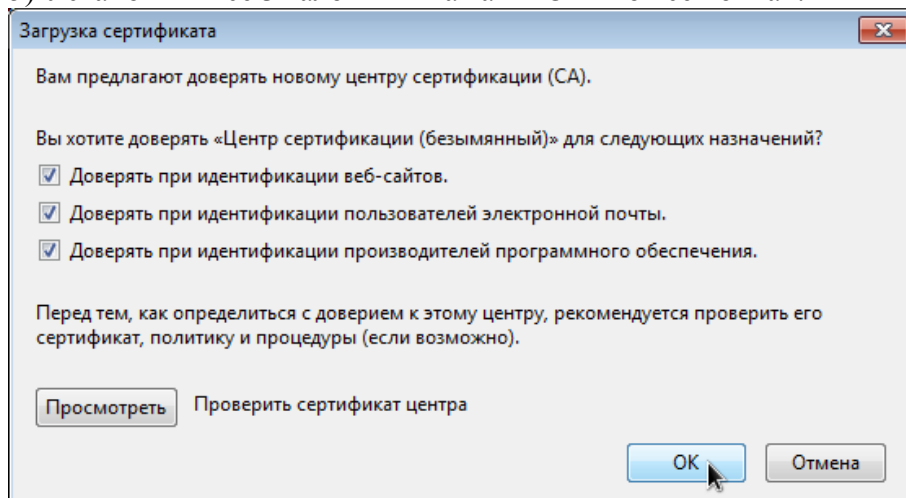 Загрузка сертификата
Вам предлагают доверять новому центру сертификации (CA).
Вы хотите доверять «Центр сертификации (безымянный)» для следующих назначений?
Доверять при идентификации веб-сайтов.
Доверять при идентификации пользователей электронной почты.
Доверять при идентификации производителей программного обеспечения.
Перед тем, как определиться с доверием к этому центру, рекомендуется проверить его
сертификат, политику и процедуры (если возможно).
Просмотреть Проверить сертификат центра
ОК Отмена